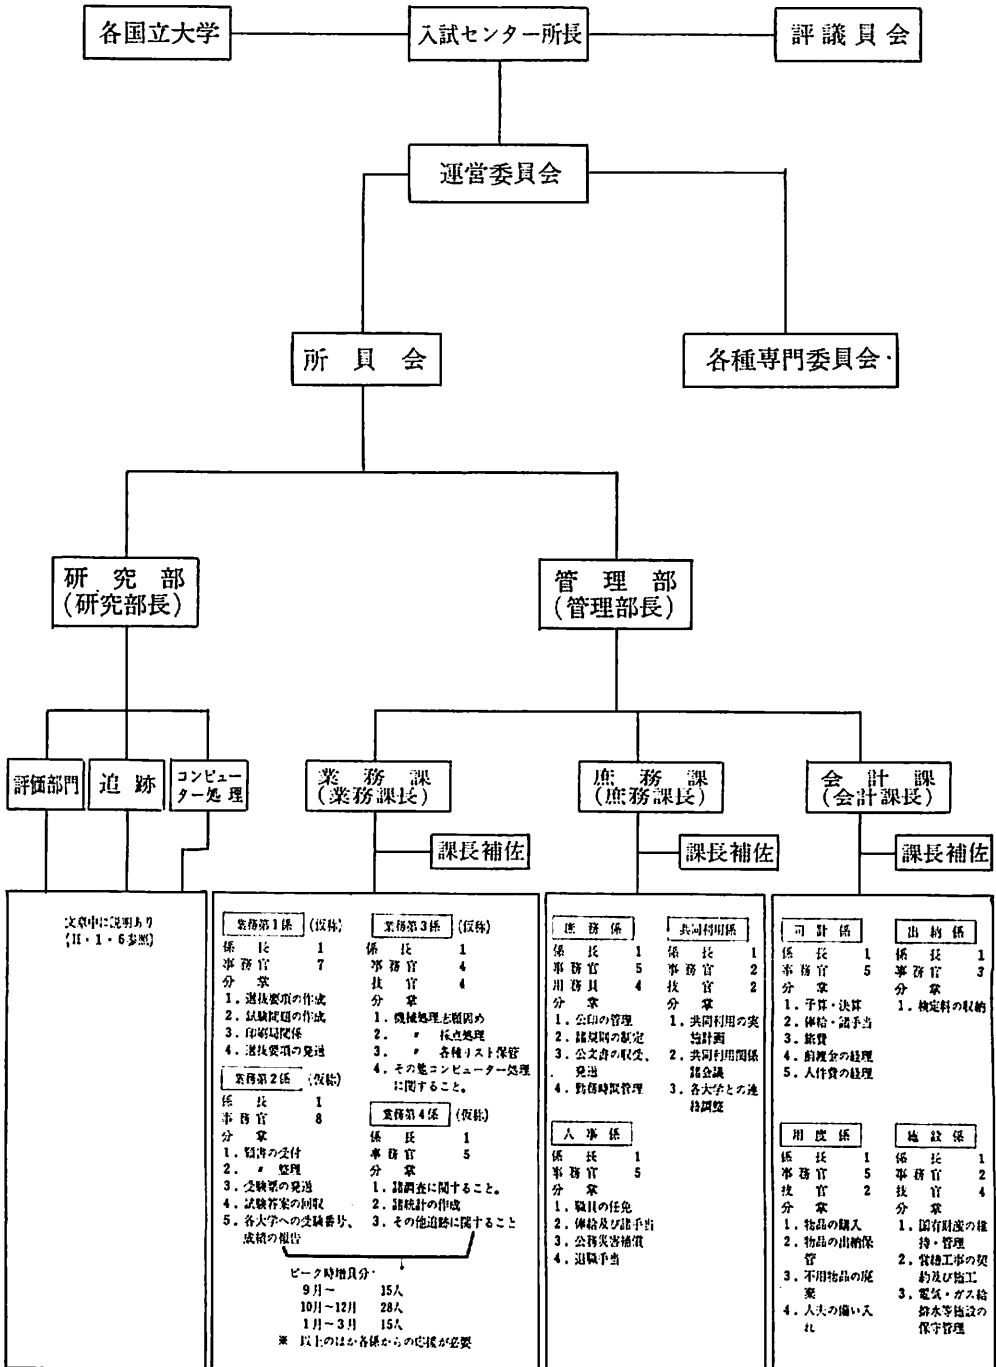 各国立大学
入試センター所長
評議員会
運営委員会
所員会
各種専門委員会
研究部
(研究部長)
管理部
(管理部長)
評価部門
追跡
コンピュー
ター処理
業務課
(業務課長)
庶務課
(庶務課長)
会計課
(会計課長)
課長補佐
課長補佐
課長補佐
文章中に説明あり
(II・1・6参照)
業務第1係 (仮称)
係長 1
事務官 7
分掌
1. 選抜要項の作成
2. 試験問題の作成
3. 印刷局関係
4. 選抜要項の発送
業務第2係 (仮称)
係長 1
事務官 8
分掌
1. 願書の受付
2. 〃 整理
3. 受験票の発送
4. 試験答案の回収
5. 各大学への受験番号、
成績の報告
業務第3係 (仮称)
係長 1
事務官 4
技官 4
分掌
1. 機械処理志願固め
2. 〃 採点処理
3. 〃 各種リスト保管
4. その他コンピューター処理
に関すること。
業務第4係 (仮称)
係長 1
事務官 5
分掌
1. 諸調査に関すること。
2. 諸統計の作成
3. その他追跡に関すること
ピーク時増員分
9月〜 15人
10月〜12月 28人
1月〜3月 15人
※ 以上のほか各係からの応援が必要
庶務係
係長 1
事務官 5
用務員 4
分掌
1. 公印の管理
2. 諸規則の制定
3. 公文書の収受、
発送
4. 勤務時間管理
人事係
係長 1
事務官 5
分掌
1. 職員の任免
2. 俸給及び諸手当
3. 公務災害補償
4. 退職手当
共同利用係
係長 1
事務官 2
技官 2
分掌
1. 共同利用の実
施計画
2. 共同利用関係
諸会議
3. 各大学との連
絡調整
司計係
係長 1
事務官 5
分掌
1. 予算・決算
2. 俸給・諸手当
3. 旅費
4. 前渡金の経理
5. 人件費の経理
用度係
係長 1
事務官 5
技官 2
分掌
1. 物品の購入
2. 物品の出納保
管
3. 不用物品の廃
棄
4. 人夫の傭い入
れ
出納係
係長 1
事務官 3
分掌
1. 検定料の収納
施設係
係長 1
事務官 2
技官 4
分掌
1. 国有財産の維
持・管理
2. 営繕工事の契
約及び施工
3. 電気・ガス給
排水等施設の
保守管理